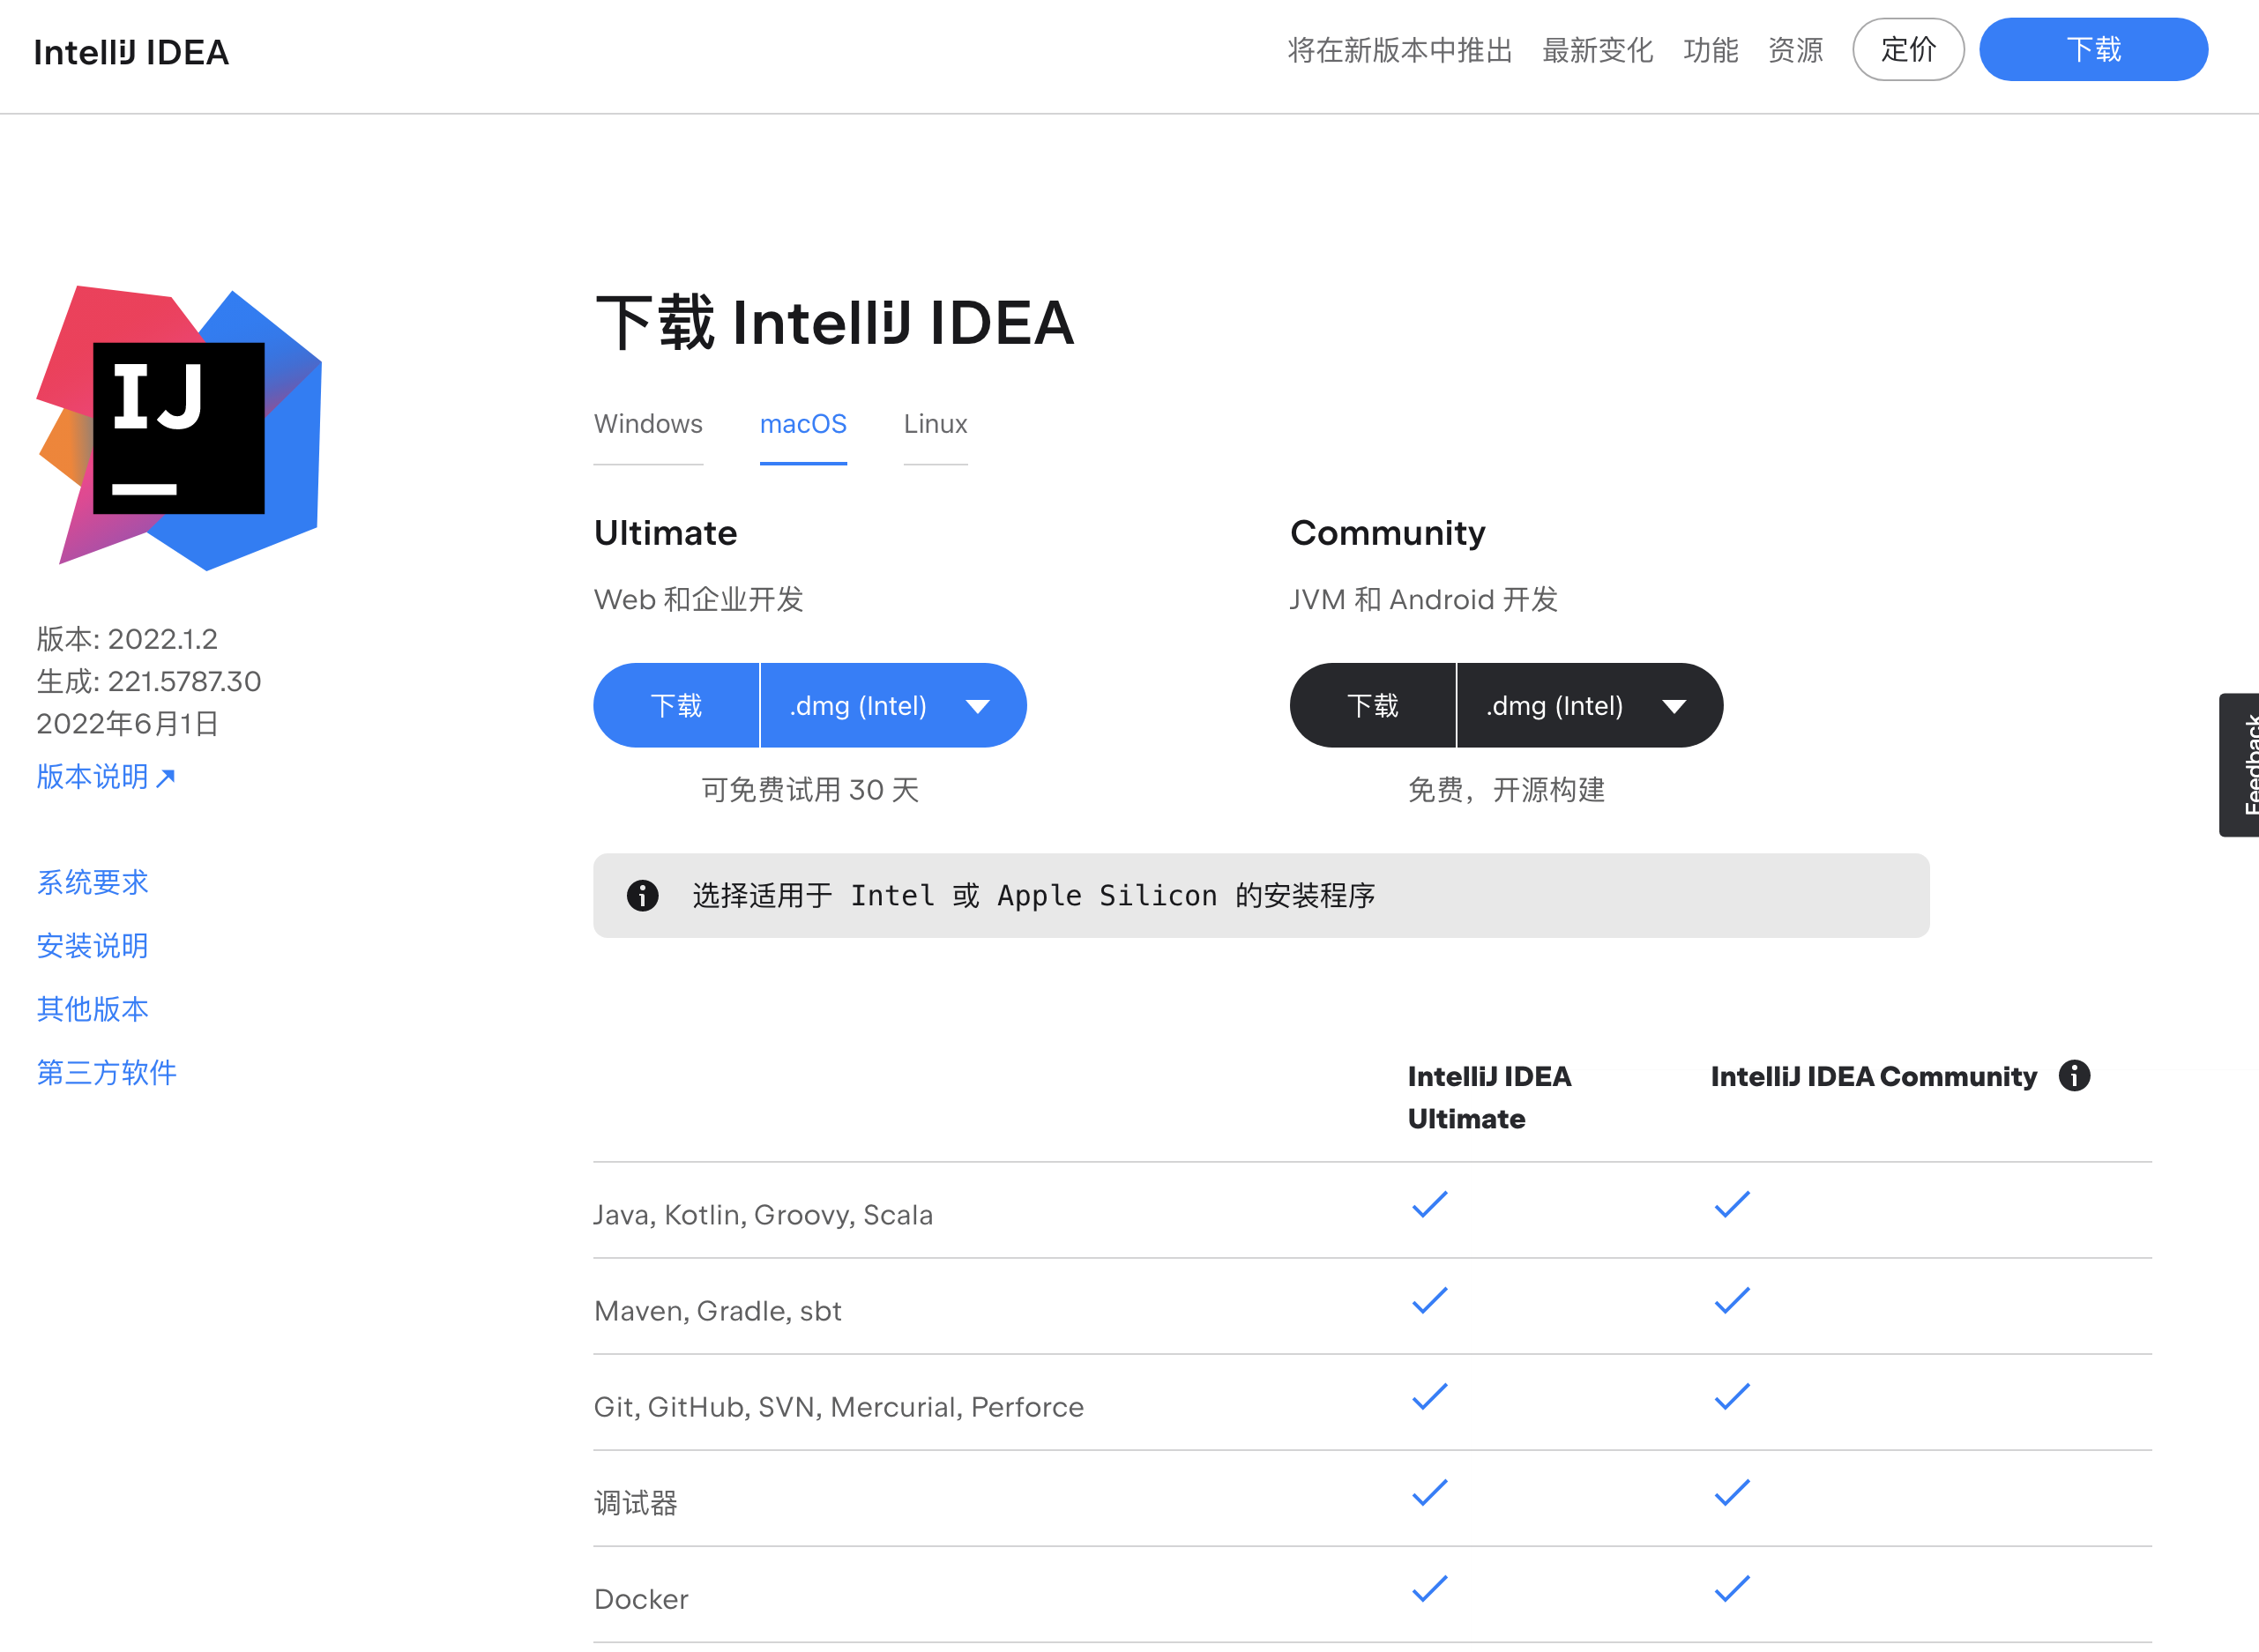 IntelliJ IDEA
将在新版本中推出 最新变化 功能 资源 定价 下载
IJ
版本: 2022.1.2
生成: 221.5787.30
2022年6月1日
版本说明
系统要求
安装说明
其他版本
第三方软件
下载 IntelliJ IDEA
Windows macOS Linux
Ultimate
Web 和企业开发
下载 .dmg (Intel)
可免费试用 30 天
Community
JVM 和 Android 开发
下载 .dmg (Intel)
免费，开源构建
选择适用于 Intel 或 Apple Silicon 的安装程序
IntelliJ IDEA
Ultimate
IntelliJ IDEA Community
Java, Kotlin, Groovy, Scala
Maven, Gradle, sbt
Git, GitHub, SVN, Mercurial, Perforce
调试器
Docker
Feedback